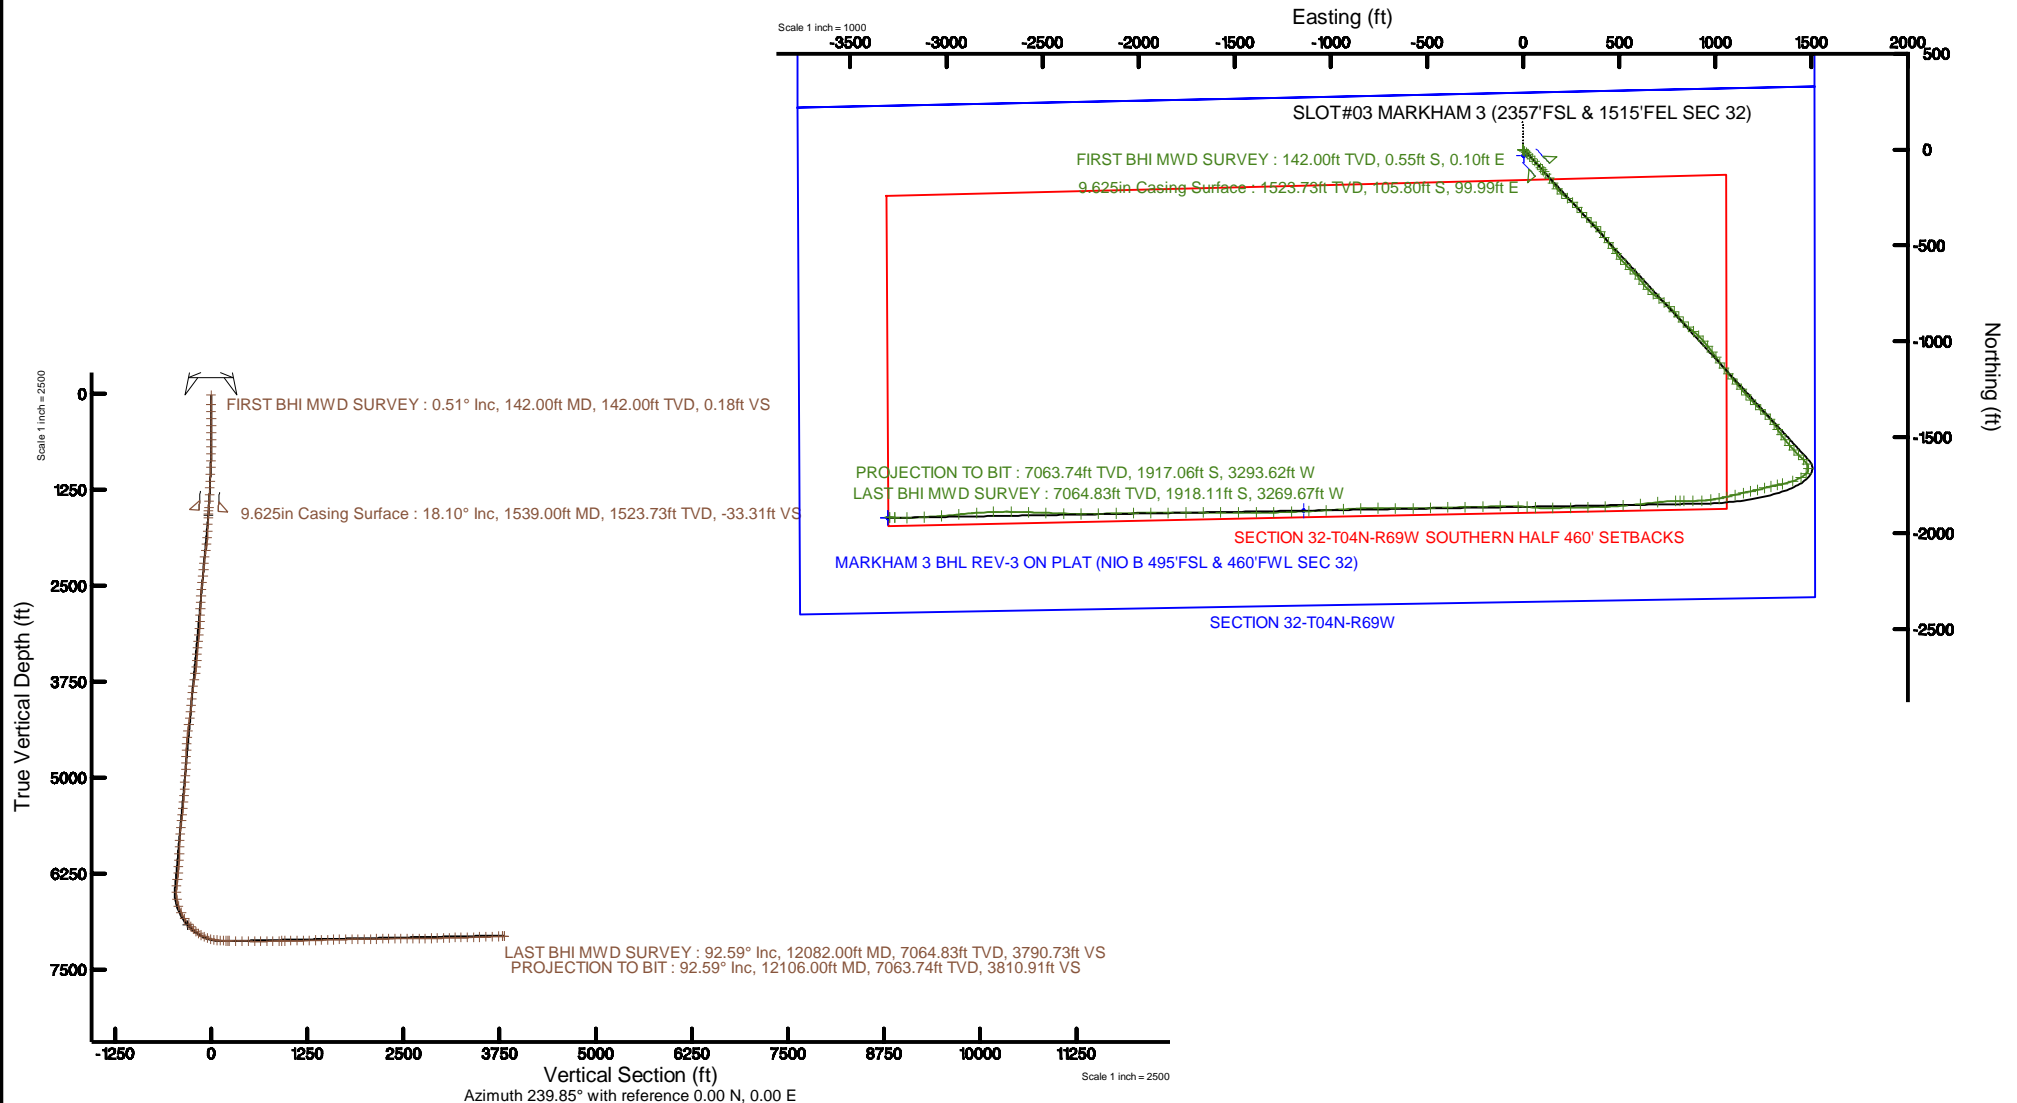 Easting (ft)
Scale 1 inch = 1000
-3500 -3000 -2500 -2000 -1500 -1000 -500 0 500 1000 1500 2000
500
SLOT#03 MARKHAM 3 (2357'FSL & 1515'FEL SEC 32)
FIRST BHI MWD SURVEY : 142.00ft TVD, 0.55ft S, 0.10ft E
0
9.625in Casing Surface : 1523.73ft TVD, 105.80ft S, 99.99ft E
-500
-1000
Northing (ft)
-1500
PROJECTION TO BIT : 7063.74ft TVD, 1917.06ft S, 3293.62ft W
LAST BHI MWD SURVEY : 7064.83ft TVD, 1918.11ft S, 3269.67ft W
-2000
SECTION 32-T04N-R69W SOUTHERN HALF 460' SETBACKS
MARKHAM 3 BHL REV-3 ON PLAT (NIO B 495'FSL & 460'FWL SEC 32)
SECTION 32-T04N-R69W
-2500
Scale 1 inch = 2500
0
FIRST BHI MWD SURVEY : 0.51° Inc, 142.00ft MD, 142.00ft TVD, 0.18ft VS
1250
9.625in Casing Surface : 18.10° Inc, 1539.00ft MD, 1523.73ft TVD, -33.31ft VS
2500
True Vertical Depth (ft)
3750
5000
6250
LAST BHI MWD SURVEY : 92.59° Inc, 12082.00ft MD, 7064.83ft TVD, 3790.73ft VS
PROJECTION TO BIT : 92.59° Inc, 12106.00ft MD, 7063.74ft TVD, 3810.91ft VS
7500
-1250 0 1250 2500 3750 5000 6250 7500 8750 10000 11250
Vertical Section (ft)
Scale 1 inch = 2500
Azimuth 239.85° with reference 0.00 N, 0.00 E